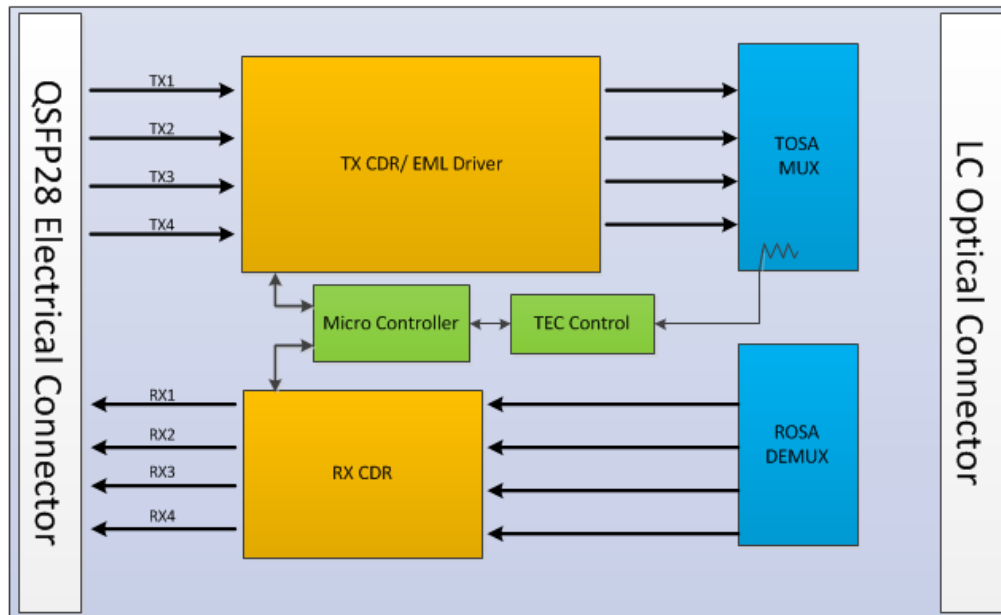 QSFP28 Electrical Connector
TX1
TX2
TX3
TX4
TX CDR/ EML Driver
TOSA
MUX
LC Optical Connector
Micro Controller
TEC Control
RX1
RX2
RX3
RX4
RX CDR
ROSA
DEMUX